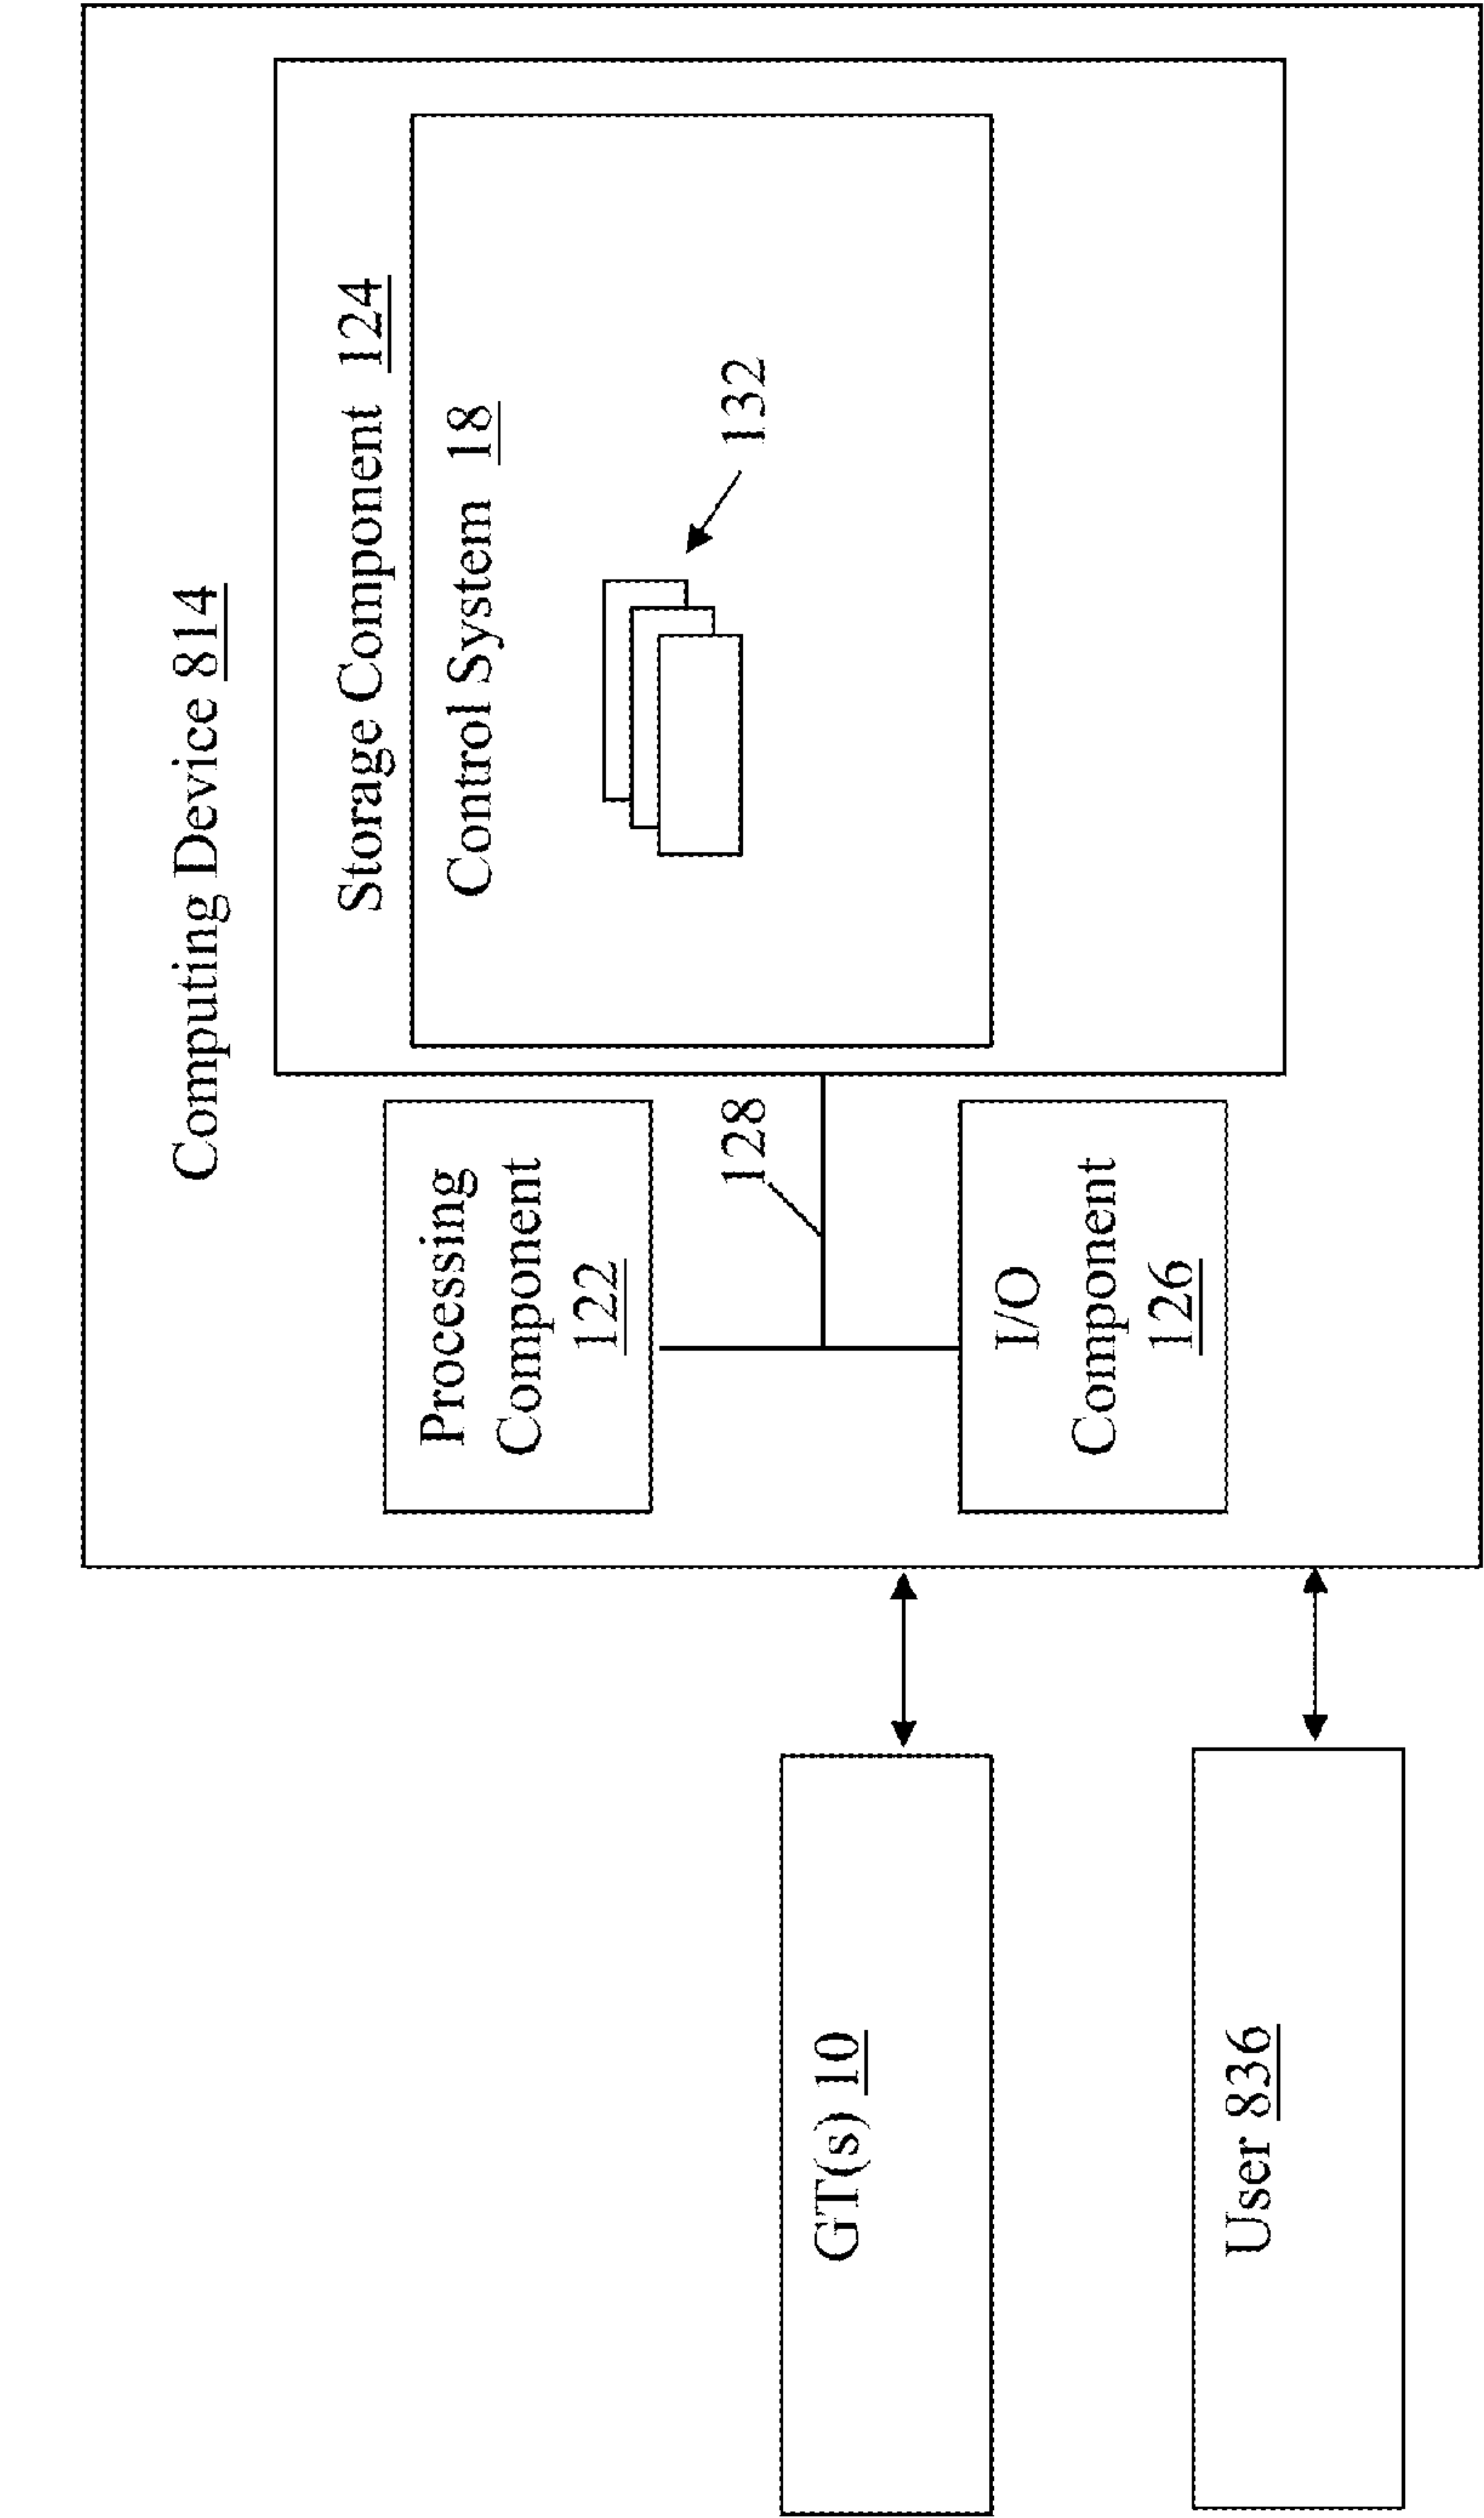 Computing Device 814
Storage Component 124
Control System 18
132
Processing
Component
122
128
I/O
Component
126
GT(s) 10
User 836